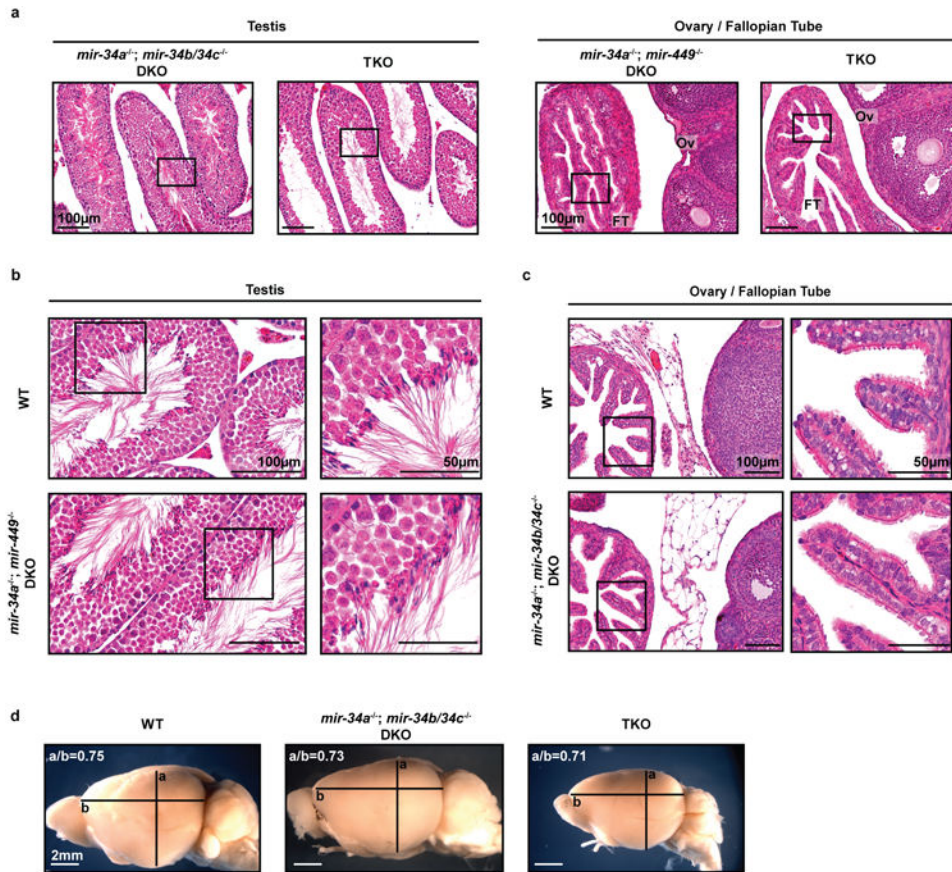 a
Testis
Ovary / Fallopian Tube
mir-34a-/-; mir-34b/34c-/-
DKO
TKO
mir-34a-/-; mir-449-/-
DKO
TKO
100µm
Ov
FT
100µm
Ov
FT
b
Testis
c
Ovary / Fallopian Tube
WT
100µm
50µm
WT
100µm
50µm
mir-34a-/-; mir-449-/-
DKO
mir-34a-/-; mir-34b/34c-/-
DKO
d
WT
mir-34a-/-; mir-34b/34c-/-
DKO
TKO
a/b=0.75
a
b
2mm
a/b=0.73
a
b
a/b=0.71
a
b